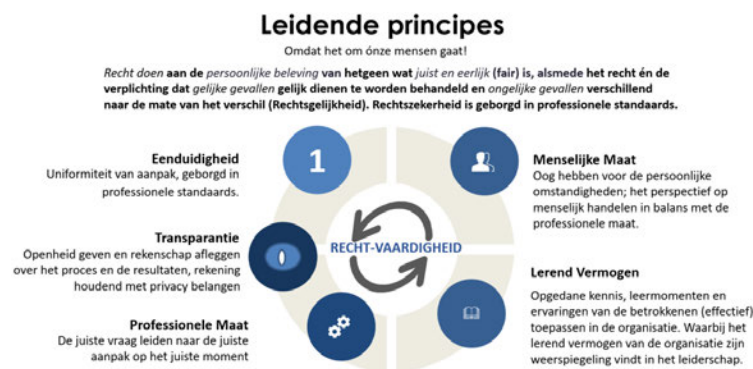 Leidende principes
Omdat het om ónze mensen gaat!
Recht doen aan de persoonlijke beleving van hetgeen wat juist en eerlijk (fair) is, alsmede het recht én de
verplichting dat gelijke gevallen gelijk dienen te worden behandeld en ongelijke gevallen verschillend
naar de mate van het verschil (Rechtsgelijkheid). Rechtszekerheid is geborgd in professionele standaards.
Eenduidigheid
Uniformiteit van aanpak, geborgd in
professionele standaards.
1
Transparantie
Openheid geven en rekenschap afleggen
over het proces en de resultaten, rekening
houdend met privacy belangen
Professionele Maat
De juiste vraag leiden naar de juiste
aanpak op het juiste moment
RECHT-VAARDIGHEID
Menselijke Maat
Oog hebben voor de persoonlijke
omstandigheden; het perspectief op
menselijk handelen in balans met de
professionele maat.
Lerend Vermogen
Opgedane kennis, leermomenten en
ervaringen van de betrokkenen (effectief)
toepassen in de organisatie. Waarbij het
lerend vermogen van de organisatie zijn
weerspiegeling vindt in het leiderschap.